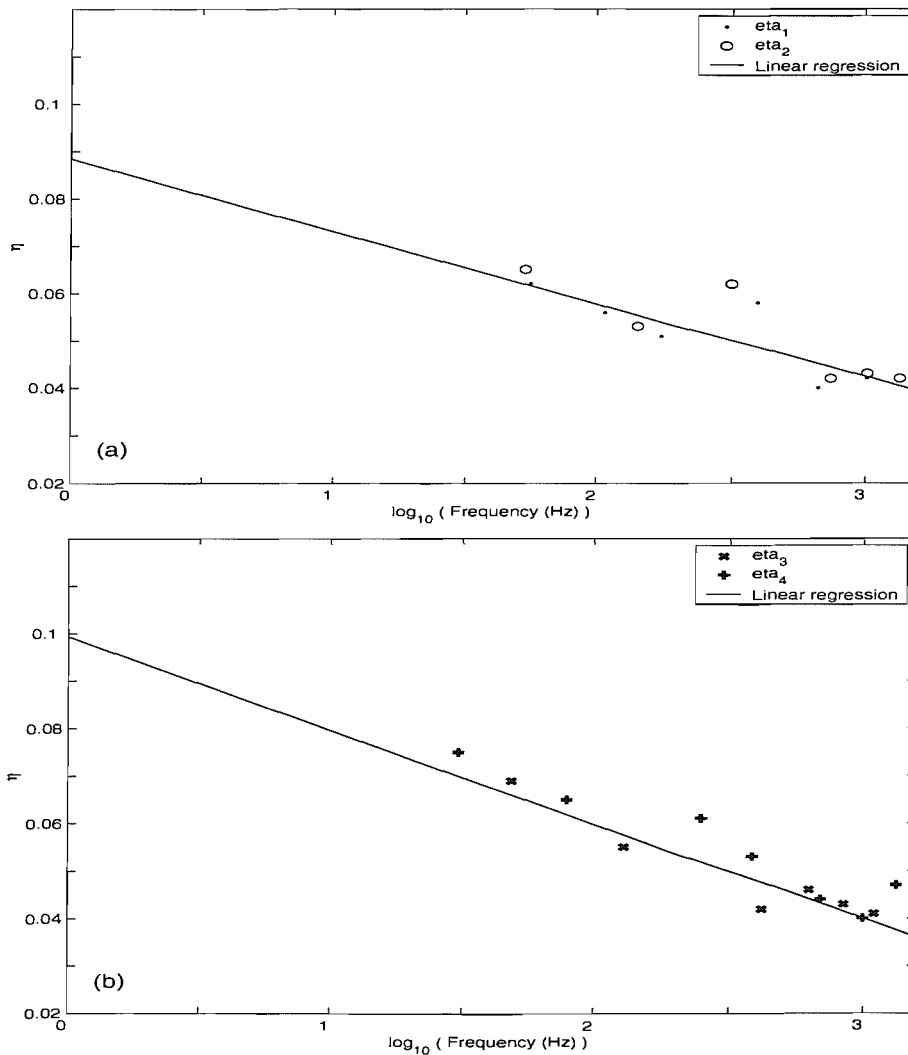 eta₁
eta₂
Linear regression
0.1
0.08
η
0.06
0.04
0.02
(a)
0 1 2 3
log₁₀ ( Frequency (Hz) )
eta₃
eta₄
Linear regression
0.1
0.08
η
0.06
0.04
0.02
(b)
0 1 2 3
log₁₀ ( Frequency (Hz) )